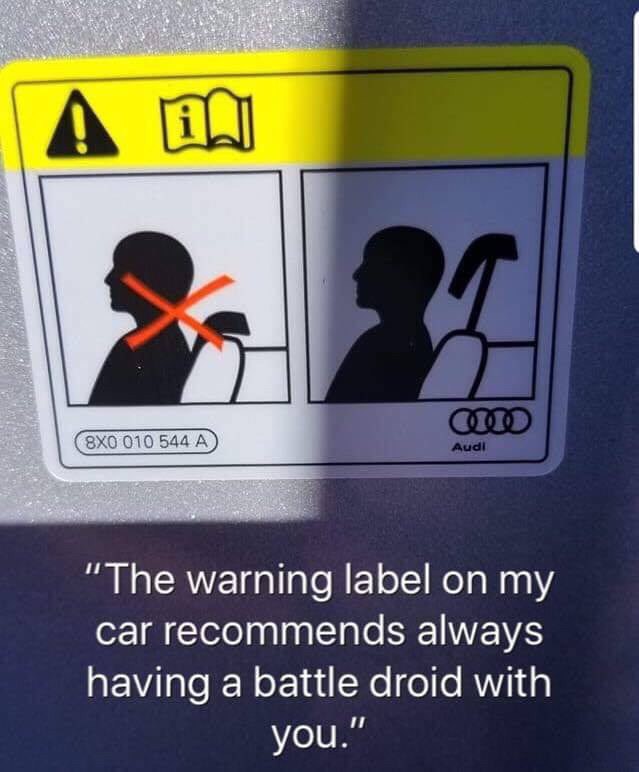 i
8X0 010 544 A
Audi
"The warning label on my
car recommends always
having a battle droid with
you."